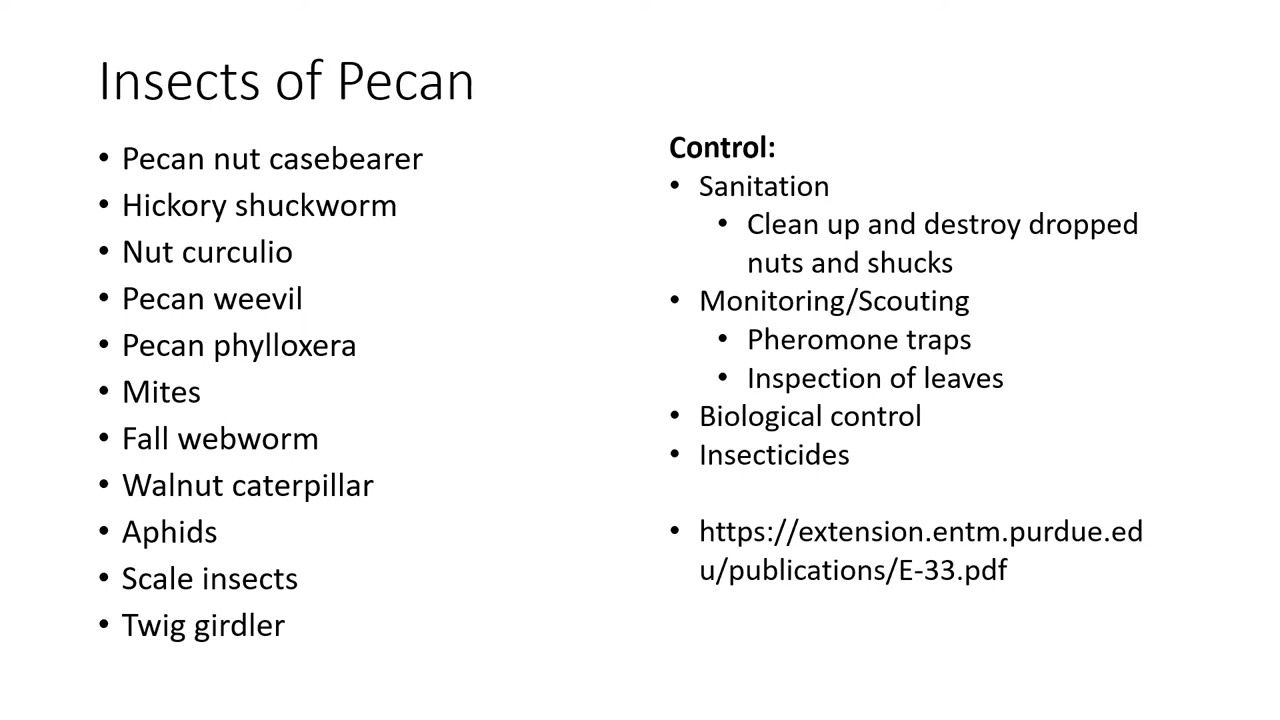 Insects of Pecan
• Pecan nut casebearer
• Hickory shuckworm
• Nut curculio
• Pecan weevil
• Pecan phylloxera
• Mites
• Fall webworm
• Walnut caterpillar
• Aphids
• Scale insects
• Twig girdler
Control:
• Sanitation
• Clean up and destroy dropped
nuts and shucks
• Monitoring/Scouting
• Pheromone traps
• Inspection of leaves
• Biological control
• Insecticides
• https://extension.entm.purdue.ed
u/publications/E-33.pdf